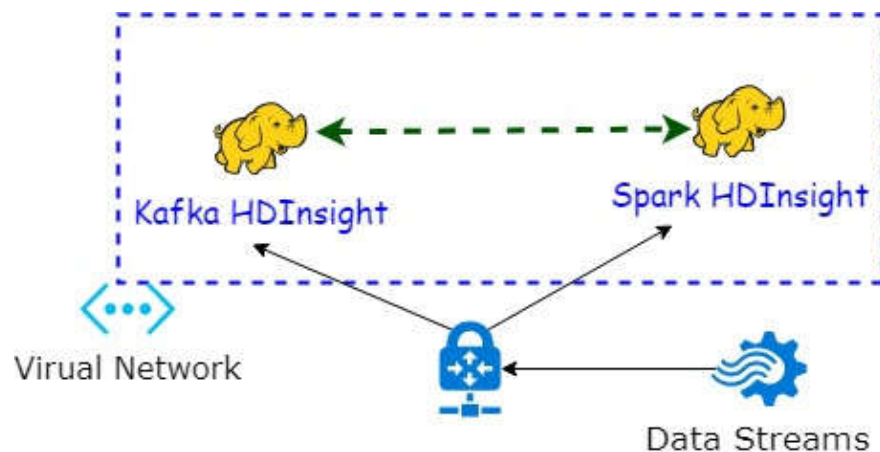 Kafka HDInsight
Spark HDInsight
Virual Network
Data Streams